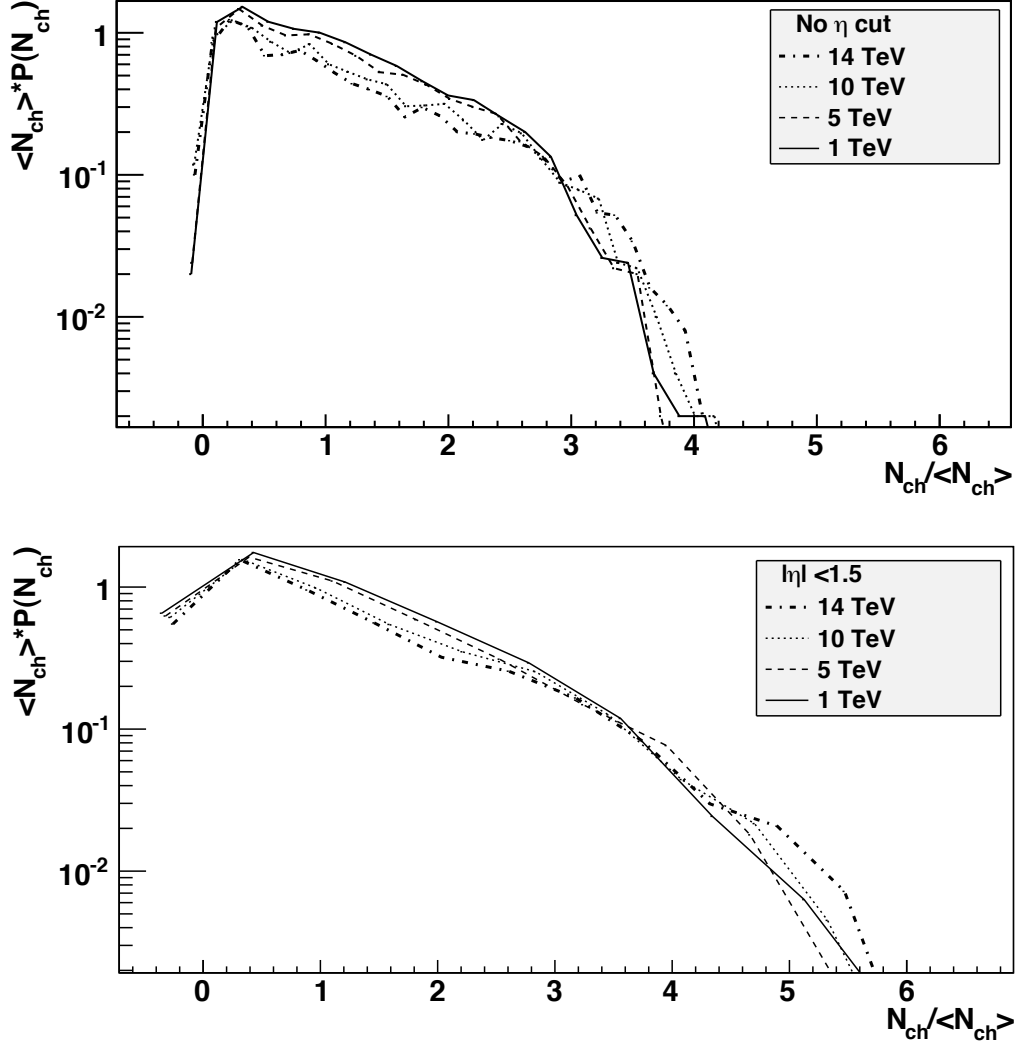 <N_ch>*P(N_ch)
1
10^-1
10^-2
No η cut
14 TeV
10 TeV
5 TeV
1 TeV
0 1 2 3 4 5 6
N_ch/<N_ch>
<N_ch>*P(N_ch)
1
10^-1
10^-2
|η| <1.5
14 TeV
10 TeV
5 TeV
1 TeV
0 1 2 3 4 5 6
N_ch/<N_ch>